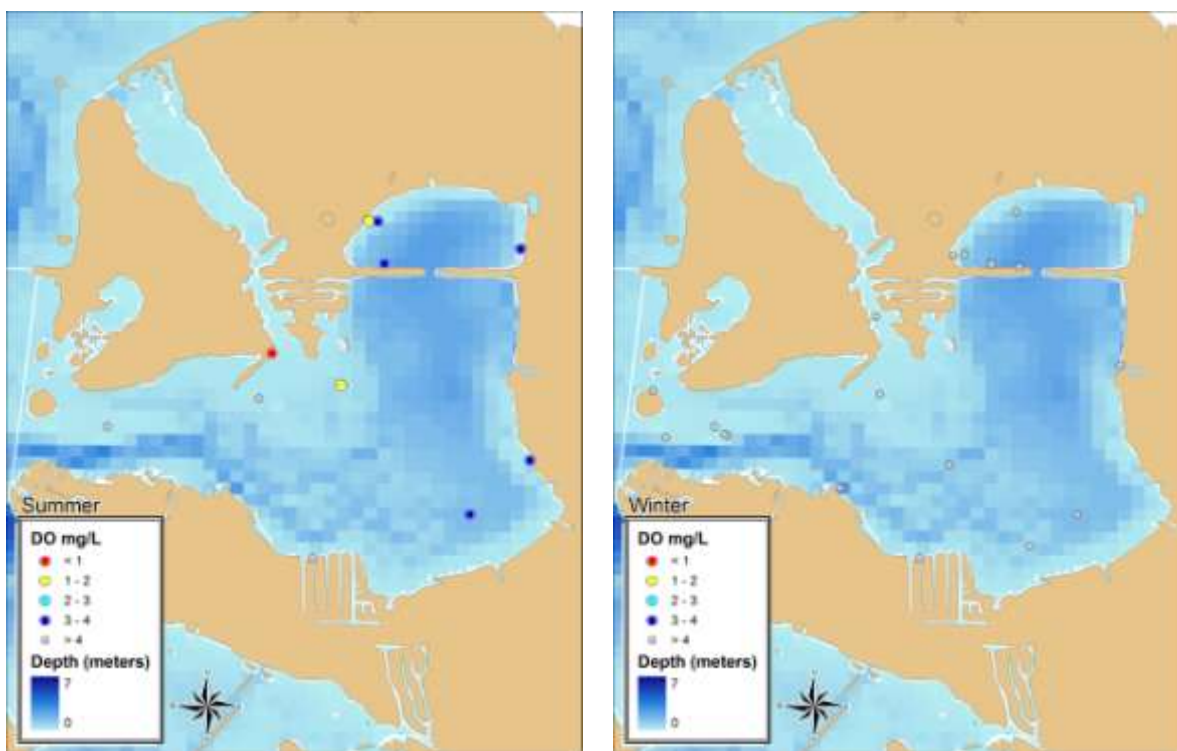 Summer
DO mg/L
< 1
1 - 2
2 - 3
3 - 4
> 4
Depth (meters)
7
0
Winter
DO mg/L
< 1
1 - 2
2 - 3
3 - 4
> 4
Depth (meters)
7
0